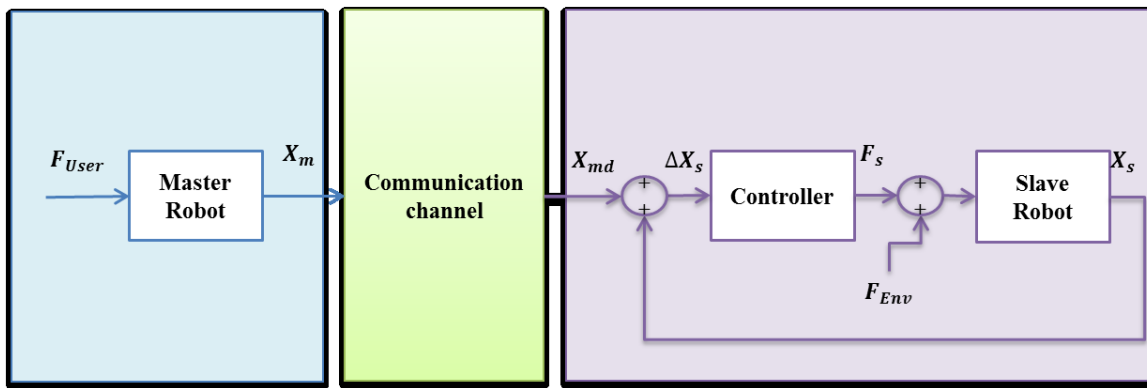 F_User
Master
Robot
X_m
Communication
channel
X_md
+
+
ΔX_s
Controller
F_s
+
+
F_Env
Slave
Robot
X_s